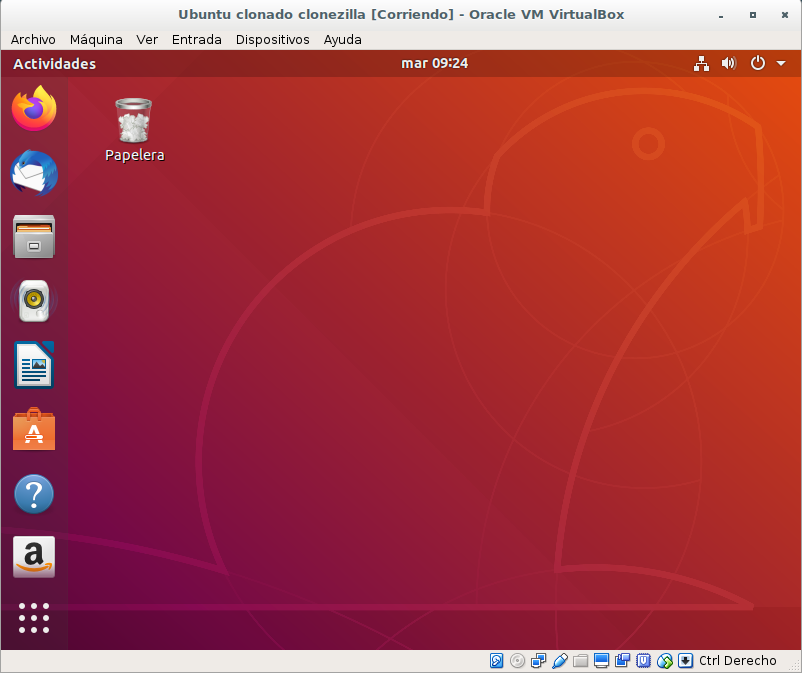 Ubuntu clonado clonezilla [Corriendo] - Oracle VM VirtualBox
Archivo Máquina Ver Entrada Dispositivos Ayuda
Actividades mar 09:24
Papelera
A
?
a
Ctrl Derecho